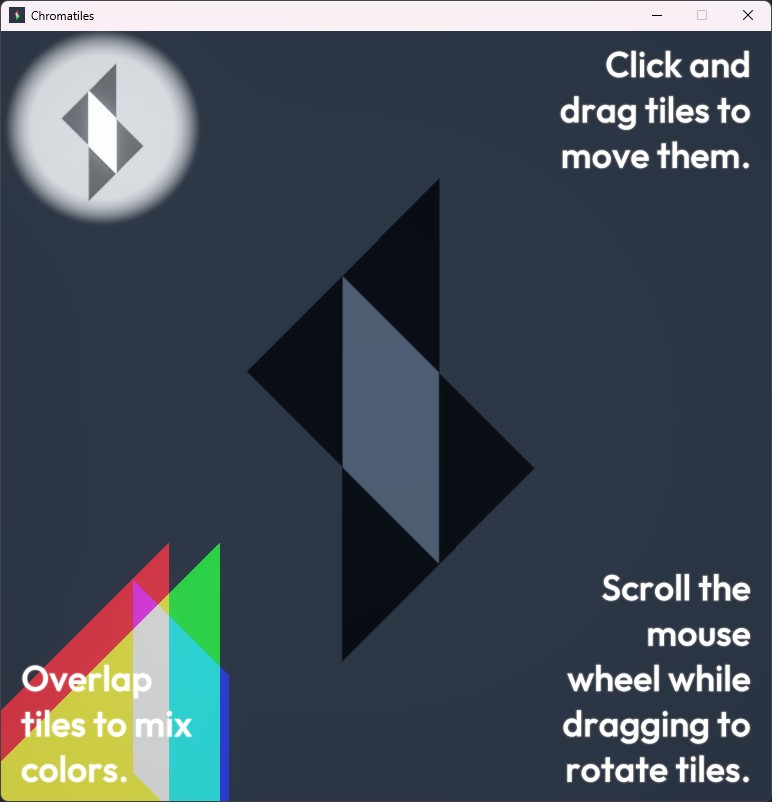 Chromatiles
Click and
drag tiles to
move them.
Overlap
tiles to mix
colors.
Scroll the
mouse
wheel while
dragging to
rotate tiles.